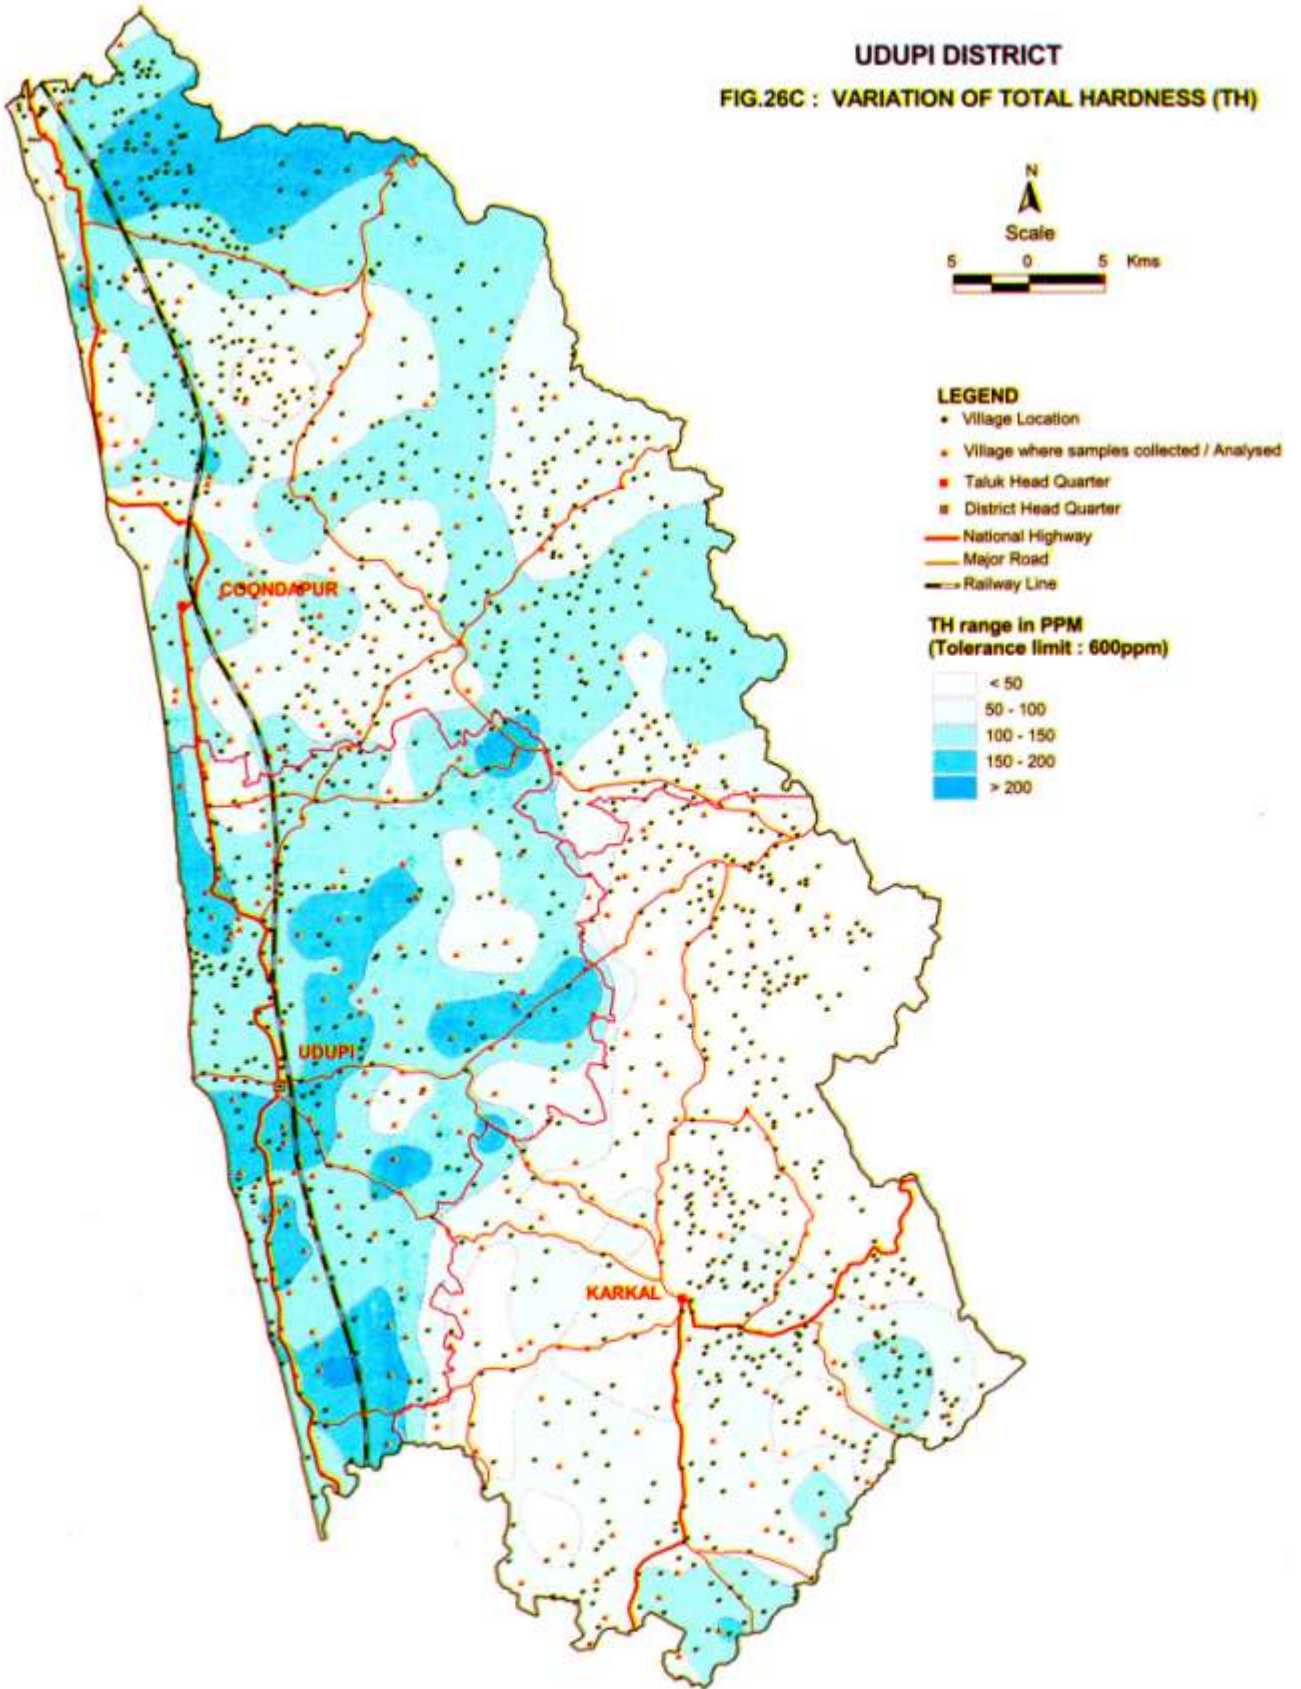 UDUPI DISTRICT
FIG.26C : VARIATION OF TOTAL HARDNESS (TH)
N
Scale
5 0 5 Kms
LEGEND
Village Location
Village where samples collected / Analysed
Taluk Head Quarter
District Head Quarter
National Highway
Major Road
Railway Line
TH range in PPM
(Tolerance limit : 600ppm)
< 50
50 - 100
100 - 150
150 - 200
> 200
COONDAPUR
UDUPI
KARKAL